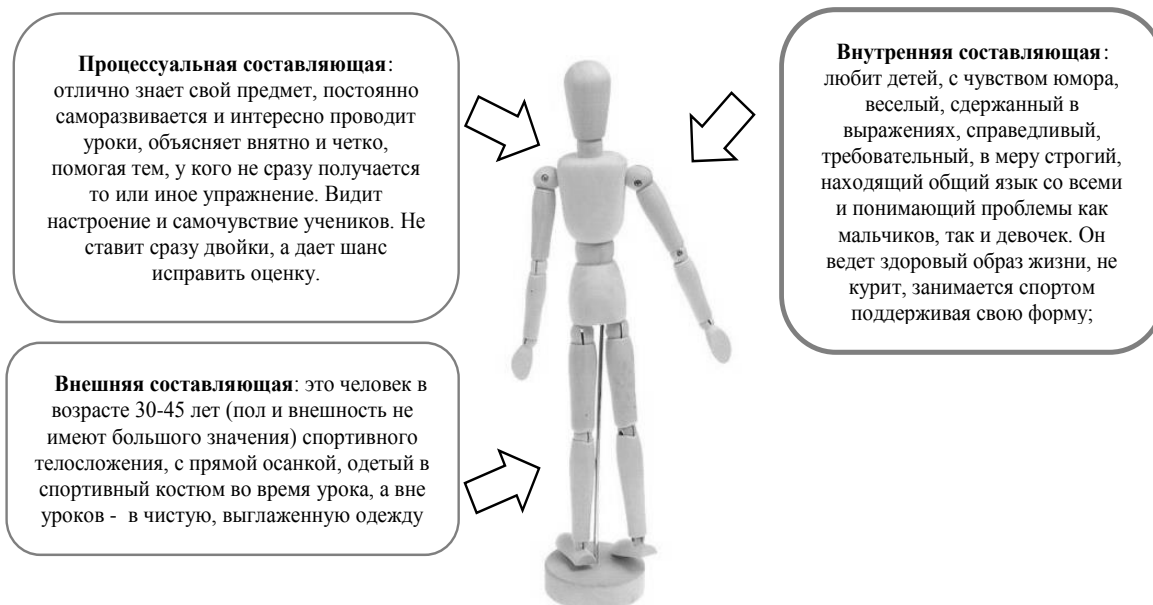 Процессуальная составляющая:
отлично знает свой предмет, постоянно
саморазвивается и интересно проводит
уроки, объясняет внятно и четко,
помогая тем, у кого не сразу получается
то или иное упражнение. Видит
настроение и самочувствие учеников. Не
ставит сразу двойки, а дает шанс
исправить оценку.
Внешняя составляющая: это человек в
возрасте 30-45 лет (пол и внешность не
имеют большого значения) спортивного
телосложения, с прямой осанкой, одетый в
спортивный костюм во время урока, а вне
уроков - в чистую, выглаженную одежду
Внутренняя составляющая:
любит детей, с чувством юмора,
веселый, сдержанный в
выражениях, справедливый,
требовательный, в меру строгий,
находящий общий язык со всеми
и понимающий проблемы как
мальчиков, так и девочек. Он
ведет здоровый образ жизни, не
курит, занимается спортом
поддерживая свою форму;